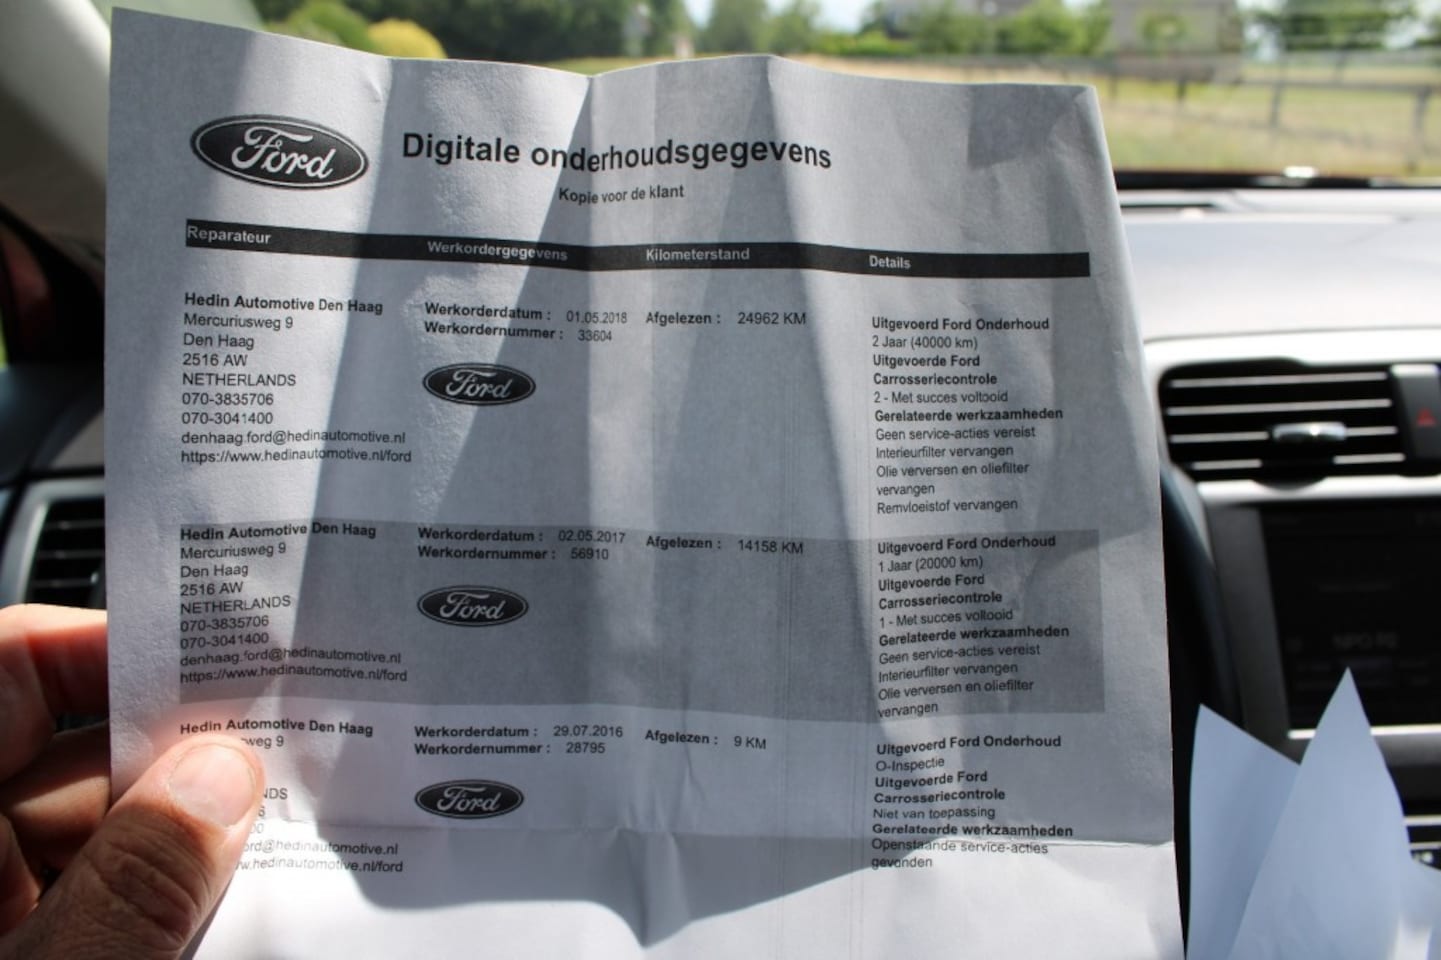 Ford
Digitale onderhoudsgegevens
Kopie voor de klant
Reparateur Werkordergegevens Kilometerstand Details
Hedin Automotive Den Haag
Mercuriusweg 9
Den Haag
2516 AW
NETHERLANDS
070-3835706
070-3041400
denhaag.ford@hedinautomotive.nl
https://www.hedinautomotive.nl/ford
Werkorderdatum : 01.05.2018
Werkordernummer : 33604
Ford
Afgelezen : 24962 KM
Uitgevoerd Ford Onderhoud
2 Jaar (40000 km)
Uitgevoerde Ford
Carrosseriecontrole
2 - Met succes voltooid
Gerelateerde werkzaamheden
Geen service-acties vereist
Interieurfilter vervangen
Olie verversen en oliefilter
vervangen
Remvloeistof vervangen
Hedin Automotive Den Haag
Mercuriusweg 9
Den Haag
2516 AW
NETHERLANDS
070-3835706
070-3041400
denhaag.ford@hedinautomotive.nl
https://www.hedinautomotive.nl/ford
Werkorderdatum : 02.05.2017
Werkordernummer : 56910
Ford
Afgelezen : 14158 KM
Uitgevoerd Ford Onderhoud
1 Jaar (20000 km)
Uitgevoerde Ford
Carrosseriecontrole
1 - Met succes voltooid
Gerelateerde werkzaamheden
Geen service-acties vereist
Interieurfilter vervangen
Olie verversen en oliefilter
vervangen
Hedin Automotive Den Haag
weg 9
NDS
6
00
ord@hedinautomotive.nl
w.hedinautomotive.nl/ford
Werkorderdatum : 29.07.2016
Werkordernummer : 28795
Ford
Afgelezen : 9 KM
Uitgevoerd Ford Onderhoud
O-Inspectie
Uitgevoerde Ford
Carrosseriecontrole
Niet van toepassing
Gerelateerde werkzaamheden
Openstaande service-acties
gevonden